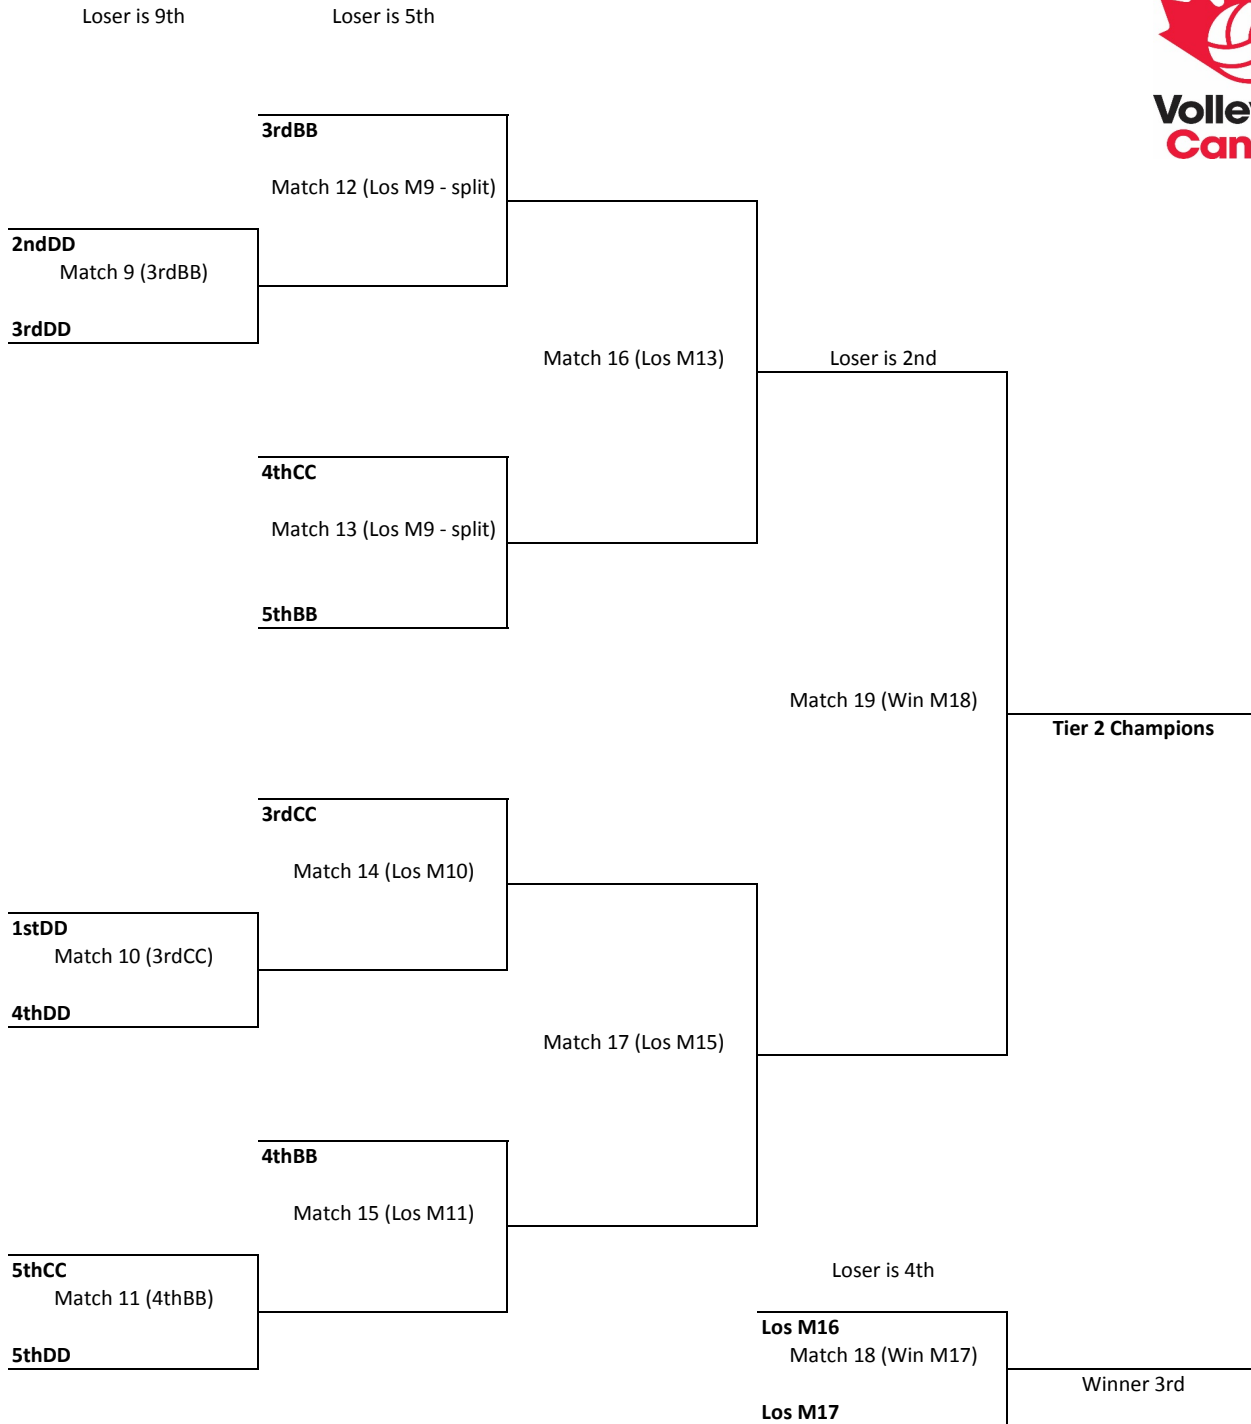 Loser is 9th
Loser is 5th
3rdBB
Match 12 (Los M9 - split)
2ndDD
Match 9 (3rdBB)
3rdDD
Match 16 (Los M13)
Loser is 2nd
4thCC
Match 13 (Los M9 - split)
5thBB
Match 19 (Win M18)
Tier 2 Champions
3rdCC
Match 14 (Los M10)
1stDD
Match 10 (3rdCC)
4thDD
Match 17 (Los M15)
4thBB
Match 15 (Los M11)
5thCC
Match 11 (4thBB)
5thDD
Loser is 4th
Los M16
Match 18 (Win M17)
Winner 3rd
Los M17